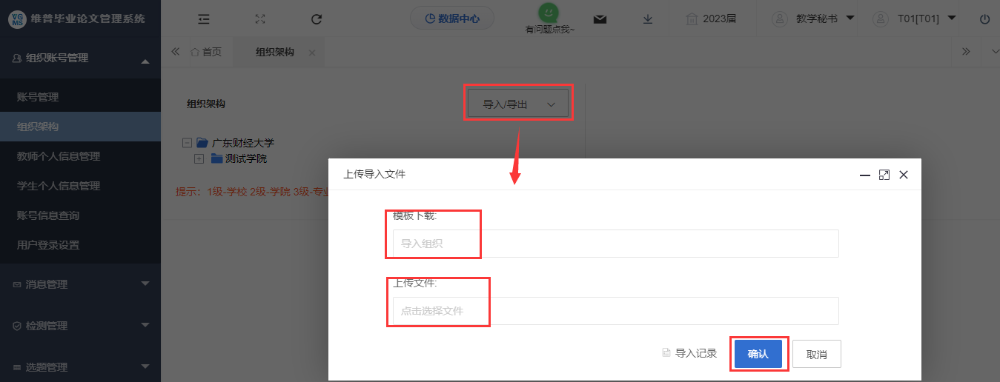 VG
MS
维普毕业论文管理系统
数据中心
有问题点我~
2023届
教学秘书
T01[T01]
组织账号管理
首页
组织架构
账号管理
组织架构
教师个人信息管理
学生个人信息管理
账号信息查询
用户登录设置
消息管理
检测管理
选题管理
组织架构
导入/导出
广东财经大学
测试学院
提示：1级-学校 2级-学院 3级-专业
上传导入文件
模板下载:
导入组织
上传文件:
点击选择文件
导入记录
确认
取消